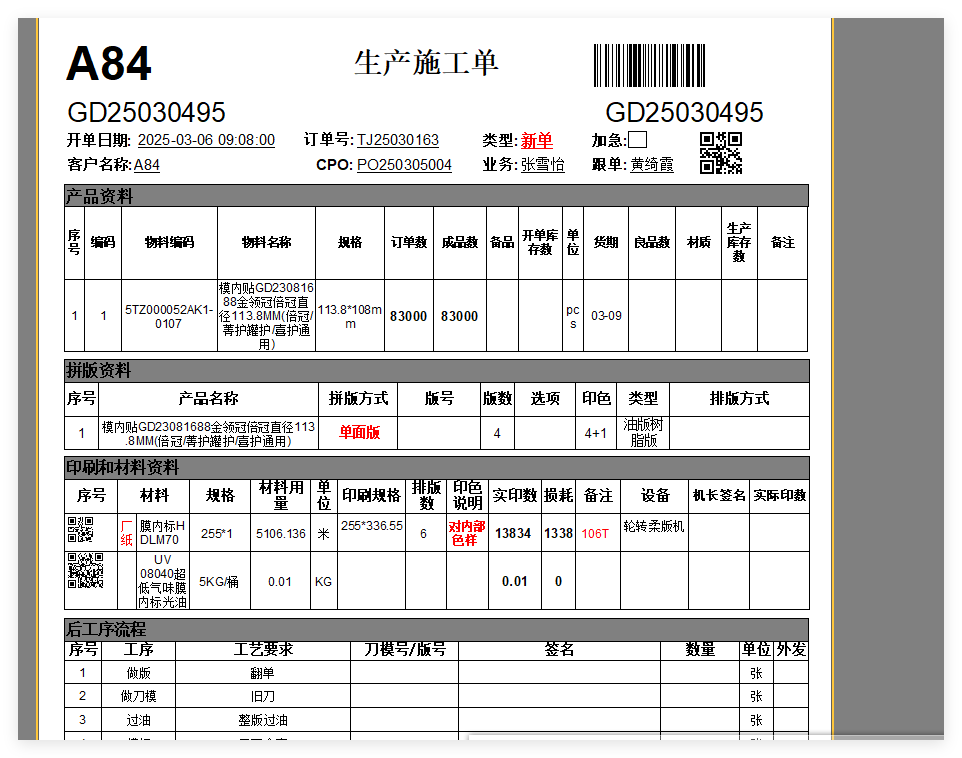 A84
生产施工单
GD25030495
GD25030495
开单日期: 2025-03-06 09:08:00 订单号: TJ25030163 类型: 新单 加急:
客户名称: A84 CPO: PO250305004 业务: 张雪怡 跟单: 黄绮霞
产品资料
序号 编码 物料编码 物料名称 规格 订单数 成品数 备品 开单库存数 单位 货期 良品数 材质 生产库存数 备注
1 1 5TZ000052AK1-0107 模内贴GD23081688金领冠倍冠直径113.8MM(倍冠/菁护罐护/喜护通用) 113.8*108mm 83000 83000 pcs 03-09
拼版资料
序号 产品名称 拼版方式 版号 版数 选项 印色 类型 排版方式
1 模内贴GD23081688金领冠倍冠直径113.8MM(倍冠/菁护罐护/喜护通用) 单面版 4 4+1 油版树脂版
印刷和材料资料
序号 材料 规格 材料用量 单位 印刷规格 排版数 印色说明 实印数 损耗 备注 设备 机长签名 实际印数
厂纸 膜内标HDLM70 255*1 5106.136 米 255*336.55 6 对内部色样 13834 1338 106T 轮转柔版机
UV 08040超低气味膜内标光油 5KG/桶 0.01 KG 0.01 0
后工序流程
序号 工序 工艺要求 刀模号/版号 签名 数量 单位 外发
1 做版 翻单 张
2 做刀模 旧刀 张
3 过油 整版过油 张